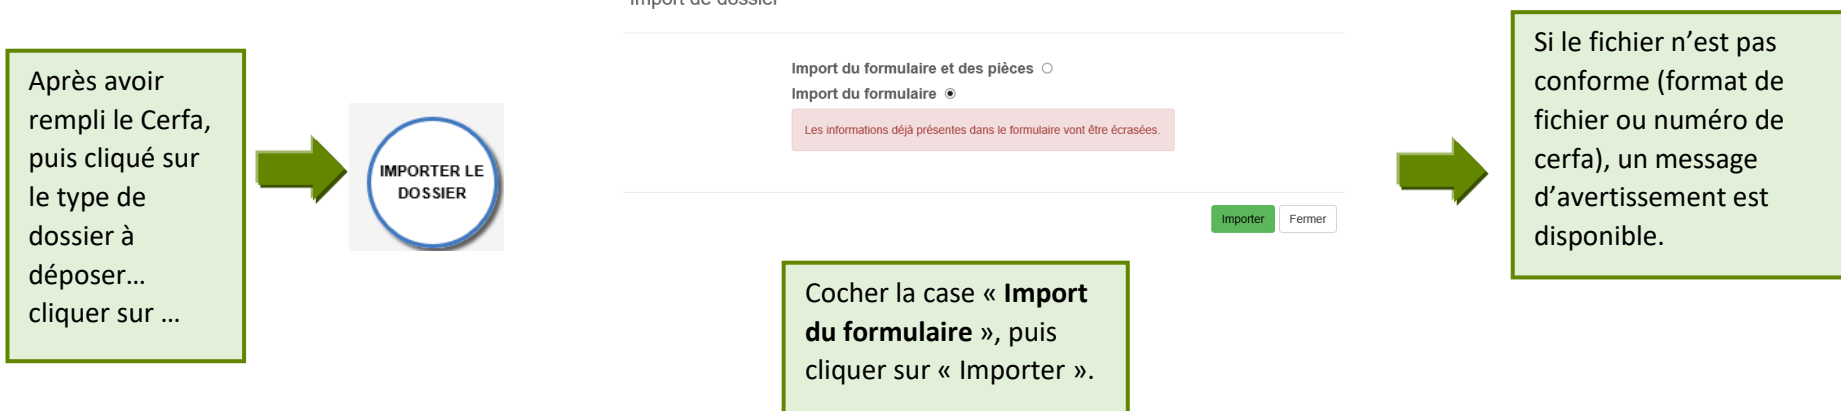 Après avoir
rempli le Cerfa,
puis cliqué sur
le type de
dossier à
déposer…
cliquer sur …
IMPORTER LE
DOSSIER
Import de dossier
Import du formulaire et des pièces
Import du formulaire
Les informations déjà présentes dans le formulaire vont être écrasées.
Importer
Fermer
Cocher la case « Import
du formulaire », puis
cliquer sur « Importer ».
Si le fichier n’est pas
conforme (format de
fichier ou numéro de
cerfa), un message
d’avertissement est
disponible.